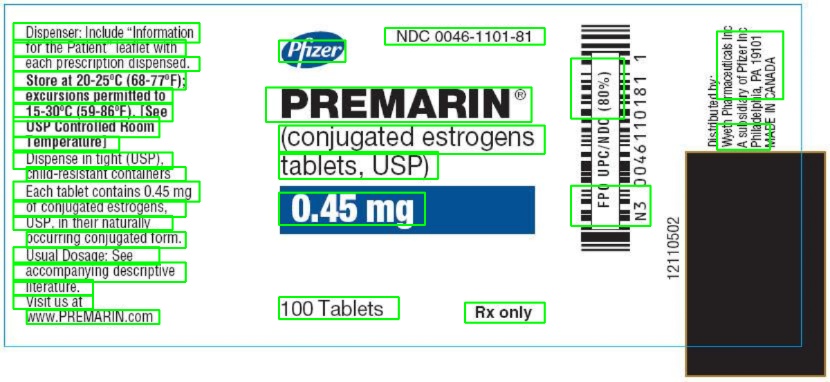 Dispenser: Include "Information
for the Patient" leaflet with
each prescription dispensed.
Store at 20-25°C (68-77°F);
excursions permitted to
15-30°C (59-86°F). [See
USP Controlled Room
Temperature]
Dispense in tight (USP),
child-resistant containers
Each tablet contains 0.45 mg
of conjugated estrogens,
USP, in their naturally
occurring conjugated form.
Usual Dosage: See
accompanying descriptive
literature.
Visit us at
www.PREMARIN.com
Pfizer
NDC 0046-1101-81
PREMARIN®
(conjugated estrogens
tablets, USP)
0.45 mg
100 Tablets
Rx only
FPO UPC/NDC (80%)
N3 0046110181 1
12110502
Distributed by:
Wyeth Pharmaceuticals Inc
A subsidiary of Pfizer Inc
Philadelphia, PA 19101
MADE IN CANADA